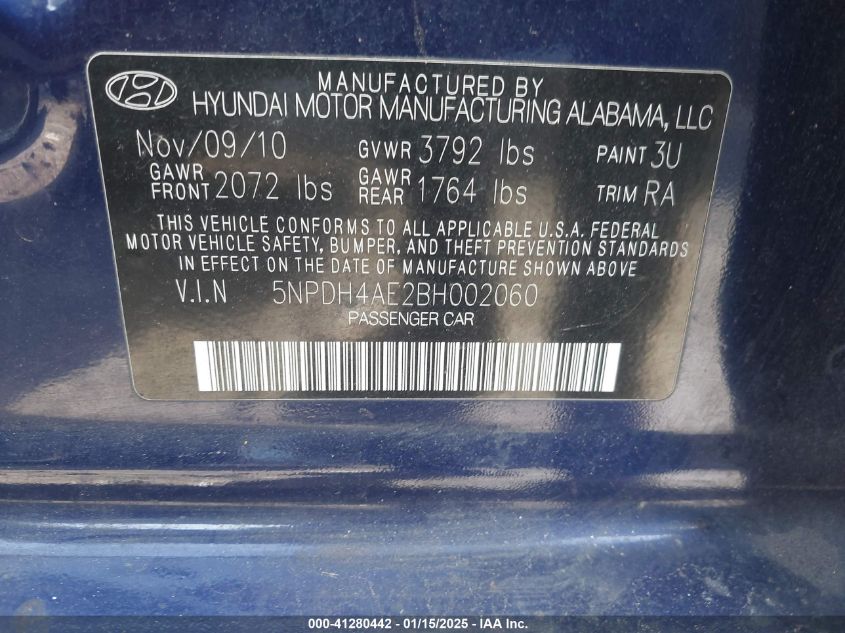 MANUFACTURED BY
HYUNDAI MOTOR MANUFACTURING ALABAMA, LLC
Nov/09/10 GVWR 3792 lbs PAINT 3U
GAWR FRONT 2072 lbs GAWR REAR 1764 lbs TRIM RA
THIS VEHICLE CONFORMS TO ALL APPLICABLE U.S.A. FEDERAL
MOTOR VEHICLE SAFETY, BUMPER, AND THEFT PREVENTION STANDARDS
IN EFFECT ON THE DATE OF MANUFACTURE SHOWN ABOVE
V.I.N 5NPDH4AE2BH002060
PASSENGER CAR
000-41280442 - 01/15/2025 - IAA Inc.